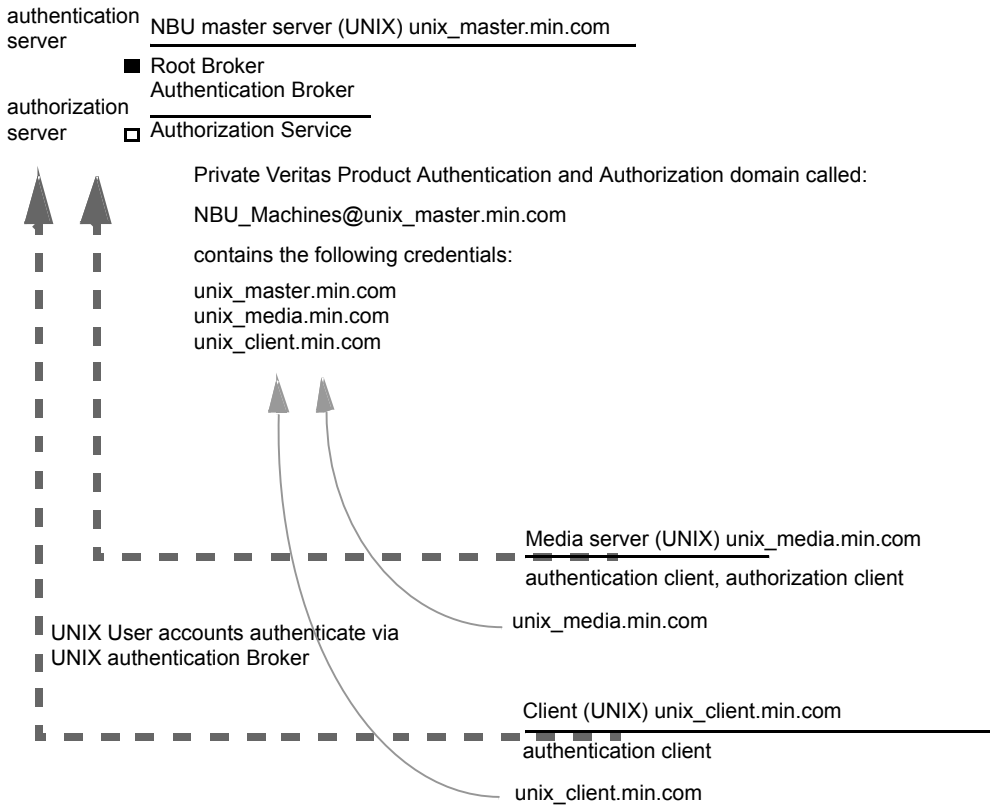 authentication
server
NBU master server (UNIX) unix_master.min.com
Root Broker
Authentication Broker
authorization
server
Authorization Service
Private Veritas Product Authentication and Authorization domain called:
NBU_Machines@unix_master.min.com
contains the following credentials:
unix_master.min.com
unix_media.min.com
unix_client.min.com
Media server (UNIX) unix_media.min.com
authentication client, authorization client
unix_media.min.com
UNIX User accounts authenticate via
UNIX authentication Broker
Client (UNIX) unix_client.min.com
authentication client
unix_client.min.com